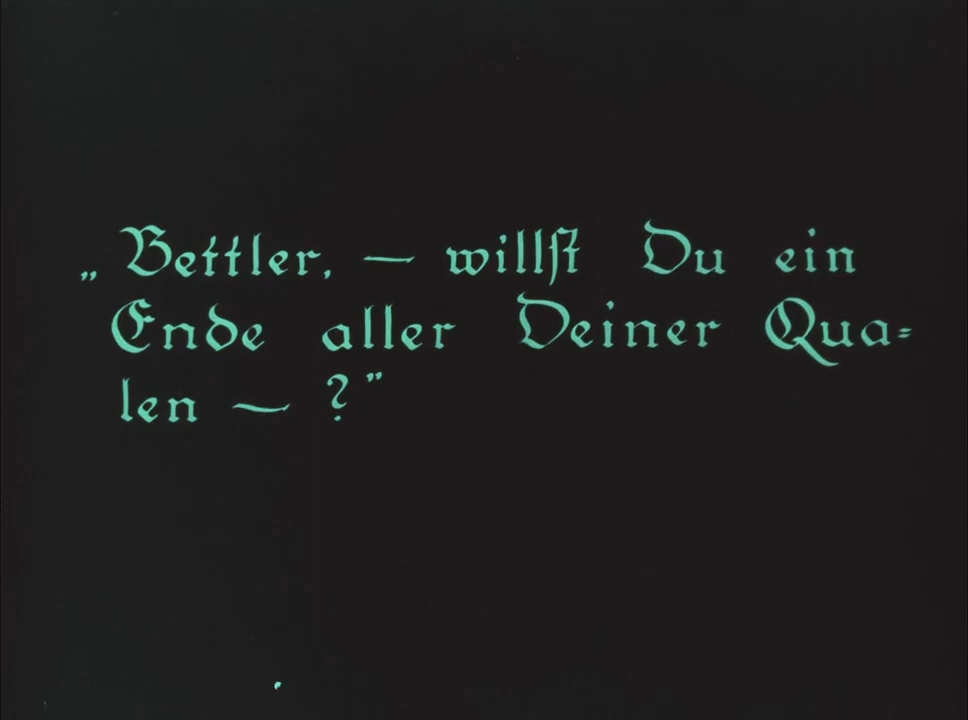 „Bettler, — willſt Du ein
Ende aller Deiner Qua=
len — ?”